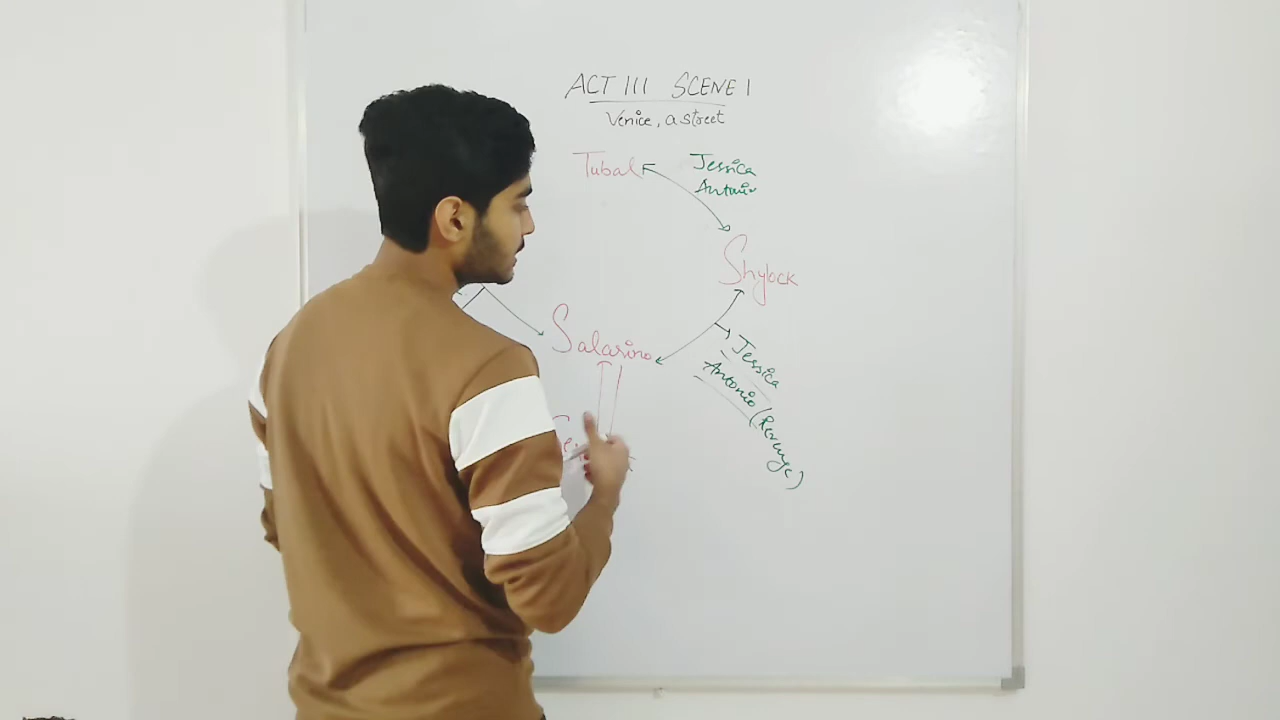 ACT III SCENE I
Venice, a street
Tubal
Jessica
Antonio
Shylock
Salarino
Jessica
Antonio (Revenge)